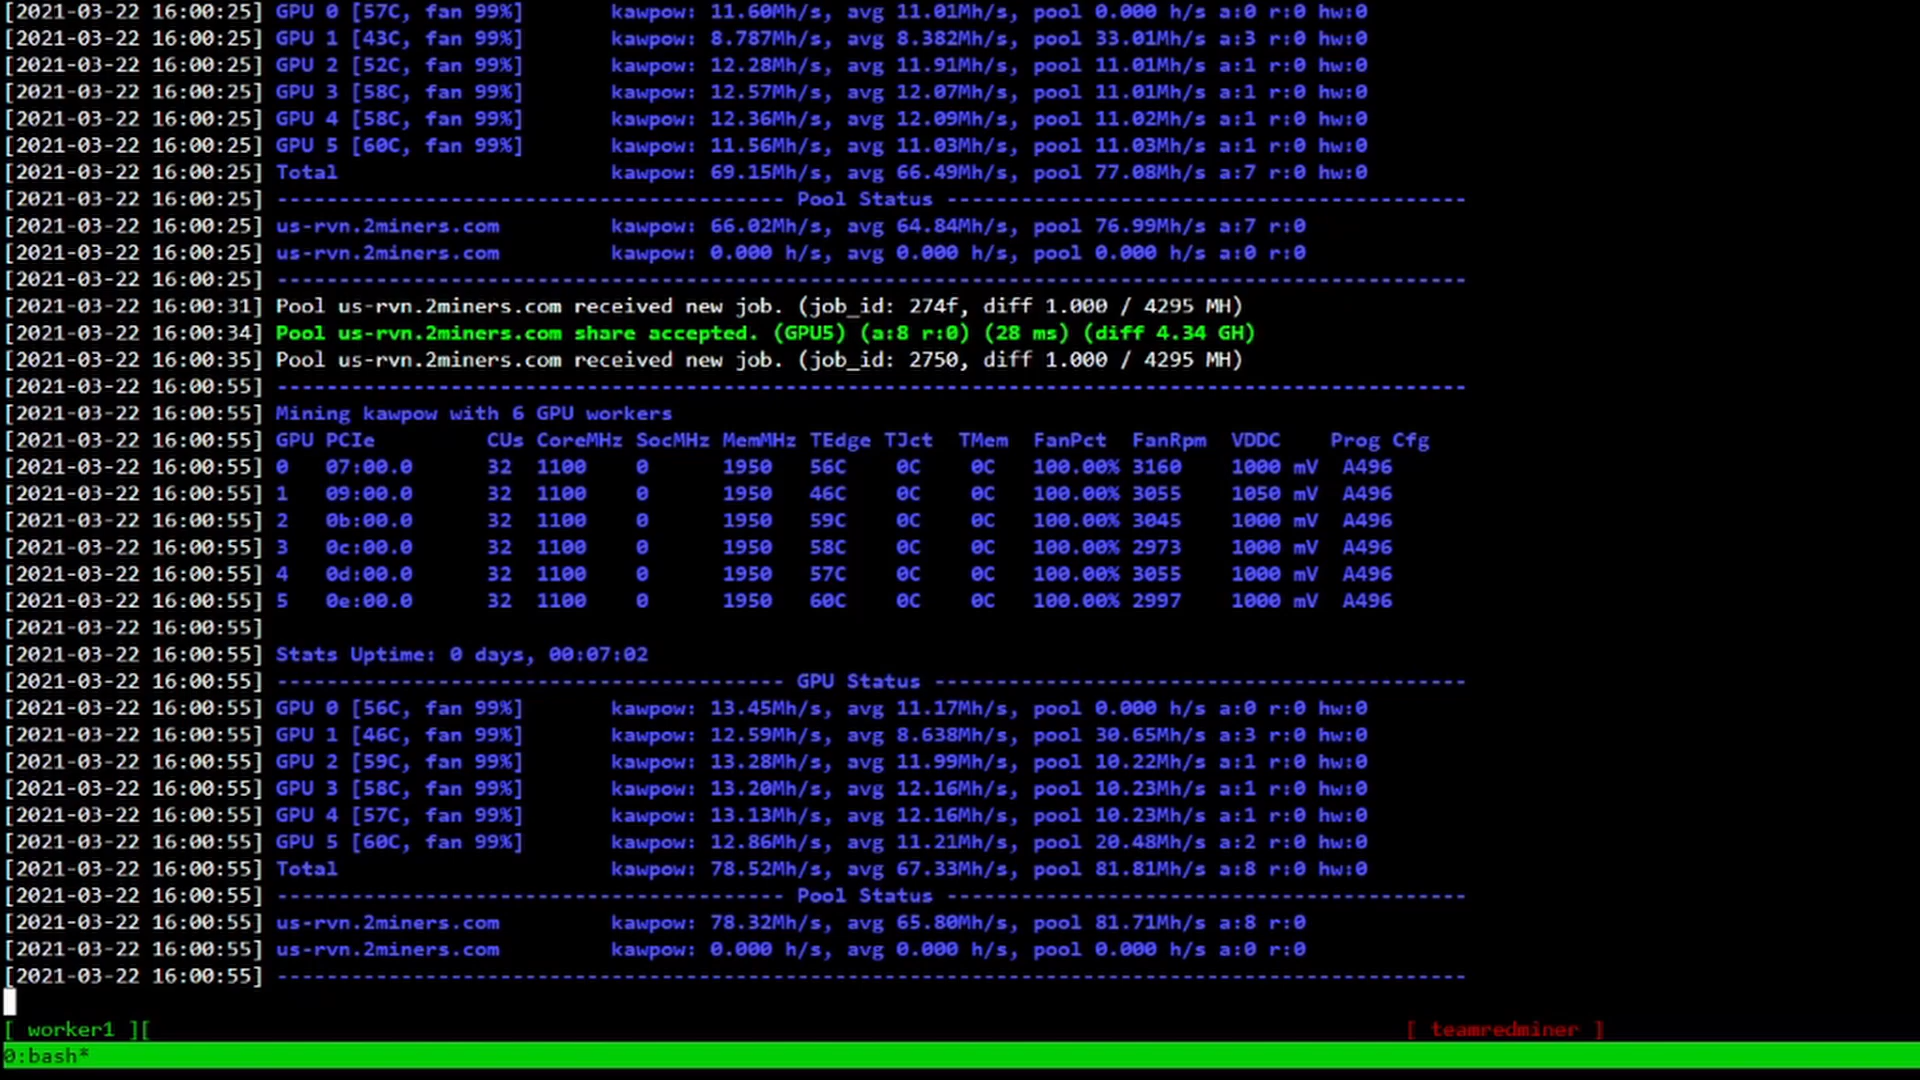 [2021-03-22 16:00:25] GPU 0 [57C, fan 99%] kawpow: 11.60Mh/s, avg 11.01Mh/s, pool 0.000 h/s a:0 r:0 hw:0
[2021-03-22 16:00:25] GPU 1 [43C, fan 99%] kawpow: 8.787Mh/s, avg 8.382Mh/s, pool 33.01Mh/s a:3 r:0 hw:0
[2021-03-22 16:00:25] GPU 2 [52C, fan 99%] kawpow: 12.28Mh/s, avg 11.91Mh/s, pool 11.01Mh/s a:1 r:0 hw:0
[2021-03-22 16:00:25] GPU 3 [58C, fan 99%] kawpow: 12.57Mh/s, avg 12.07Mh/s, pool 11.01Mh/s a:1 r:0 hw:0
[2021-03-22 16:00:25] GPU 4 [58C, fan 99%] kawpow: 12.36Mh/s, avg 12.09Mh/s, pool 11.02Mh/s a:1 r:0 hw:0
[2021-03-22 16:00:25] GPU 5 [60C, fan 99%] kawpow: 11.56Mh/s, avg 11.03Mh/s, pool 11.03Mh/s a:1 r:0 hw:0
[2021-03-22 16:00:25] Total kawpow: 69.15Mh/s, avg 66.49Mh/s, pool 77.08Mh/s a:7 r:0 hw:0
[2021-03-22 16:00:25] ----------------------------------------- Pool Status ------------------------------------------
[2021-03-22 16:00:25] us-rvn.2miners.com kawpow: 66.02Mh/s, avg 64.84Mh/s, pool 76.99Mh/s a:7 r:0
[2021-03-22 16:00:25] us-rvn.2miners.com kawpow: 0.000 h/s, avg 0.000 h/s, pool 0.000 h/s a:0 r:0
[2021-03-22 16:00:25] ------------------------------------------------------------------------------------------------
[2021-03-22 16:00:31] Pool us-rvn.2miners.com received new job. (job_id: 274f, diff 1.000 / 4295 MH)
[2021-03-22 16:00:34] Pool us-rvn.2miners.com share accepted. (GPU5) (a:8 r:0) (28 ms) (diff 4.34 GH)
[2021-03-22 16:00:35] Pool us-rvn.2miners.com received new job. (job_id: 2750, diff 1.000 / 4295 MH)
[2021-03-22 16:00:55] ------------------------------------------------------------------------------------------------
[2021-03-22 16:00:55] Mining kawpow with 6 GPU workers
[2021-03-22 16:00:55] GPU PCIe CUs CoreMHz SocMHz MemMHz TEdge TJct TMem FanPct FanRpm VDDC Prog Cfg
[2021-03-22 16:00:55] 0 07:00.0 32 1100 0 1950 56C 0C 0C 100.00% 3160 1000 mV A496
[2021-03-22 16:00:55] 1 09:00.0 32 1100 0 1950 46C 0C 0C 100.00% 3055 1050 mV A496
[2021-03-22 16:00:55] 2 0b:00.0 32 1100 0 1950 59C 0C 0C 100.00% 3045 1000 mV A496
[2021-03-22 16:00:55] 3 0c:00.0 32 1100 0 1950 58C 0C 0C 100.00% 2973 1000 mV A496
[2021-03-22 16:00:55] 4 0d:00.0 32 1100 0 1950 57C 0C 0C 100.00% 3055 1000 mV A496
[2021-03-22 16:00:55] 5 0e:00.0 32 1100 0 1950 60C 0C 0C 100.00% 2997 1000 mV A496
[2021-03-22 16:00:55]
[2021-03-22 16:00:55] Stats Uptime: 0 days, 00:07:02
[2021-03-22 16:00:55] ----------------------------------------- GPU Status -------------------------------------------
[2021-03-22 16:00:55] GPU 0 [56C, fan 99%] kawpow: 13.45Mh/s, avg 11.17Mh/s, pool 0.000 h/s a:0 r:0 hw:0
[2021-03-22 16:00:55] GPU 1 [46C, fan 99%] kawpow: 12.59Mh/s, avg 8.638Mh/s, pool 30.65Mh/s a:3 r:0 hw:0
[2021-03-22 16:00:55] GPU 2 [59C, fan 99%] kawpow: 13.28Mh/s, avg 11.99Mh/s, pool 10.22Mh/s a:1 r:0 hw:0
[2021-03-22 16:00:55] GPU 3 [58C, fan 99%] kawpow: 13.20Mh/s, avg 12.16Mh/s, pool 10.23Mh/s a:1 r:0 hw:0
[2021-03-22 16:00:55] GPU 4 [57C, fan 99%] kawpow: 13.13Mh/s, avg 12.16Mh/s, pool 10.23Mh/s a:1 r:0 hw:0
[2021-03-22 16:00:55] GPU 5 [60C, fan 99%] kawpow: 12.86Mh/s, avg 11.21Mh/s, pool 20.48Mh/s a:2 r:0 hw:0
[2021-03-22 16:00:55] Total kawpow: 78.52Mh/s, avg 67.33Mh/s, pool 81.81Mh/s a:8 r:0 hw:0
[2021-03-22 16:00:55] ----------------------------------------- Pool Status ------------------------------------------
[2021-03-22 16:00:55] us-rvn.2miners.com kawpow: 78.32Mh/s, avg 65.80Mh/s, pool 81.71Mh/s a:8 r:0
[2021-03-22 16:00:55] us-rvn.2miners.com kawpow: 0.000 h/s, avg 0.000 h/s, pool 0.000 h/s a:0 r:0
[2021-03-22 16:00:55] ------------------------------------------------------------------------------------------------
[ worker1 ][ [ teamredminer ]
0:bash*